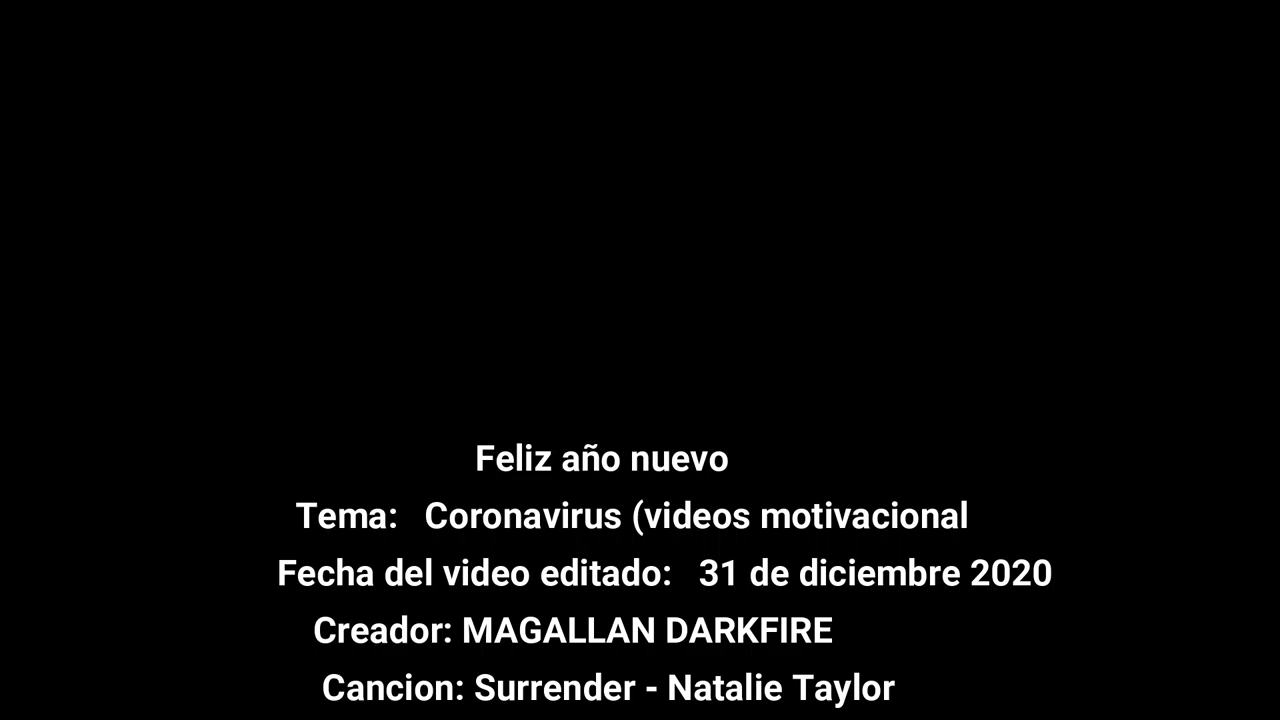 Feliz año nuevo
Tema: Coronavirus (videos motivacional
Fecha del video editado: 31 de diciembre 2020
Creador: MAGALLAN DARKFIRE
Cancion: Surrender - Natalie Taylor